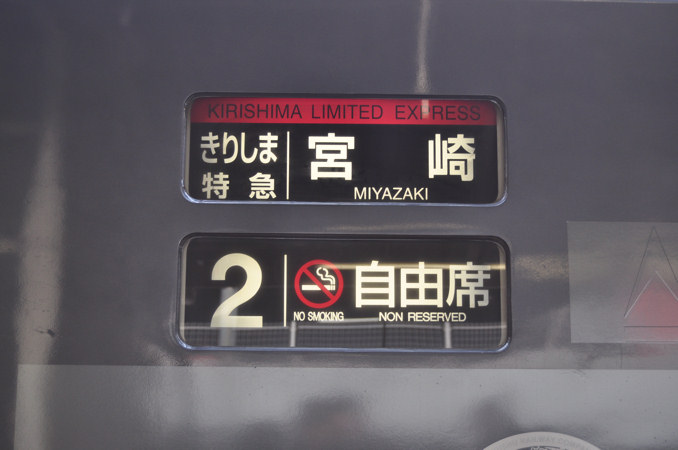 KIRISHIMA LIMITED EXPRESS
きりしま
特急
宮崎
MIYAZAKI
2
自由席
NO SMOKING
NON RESERVED